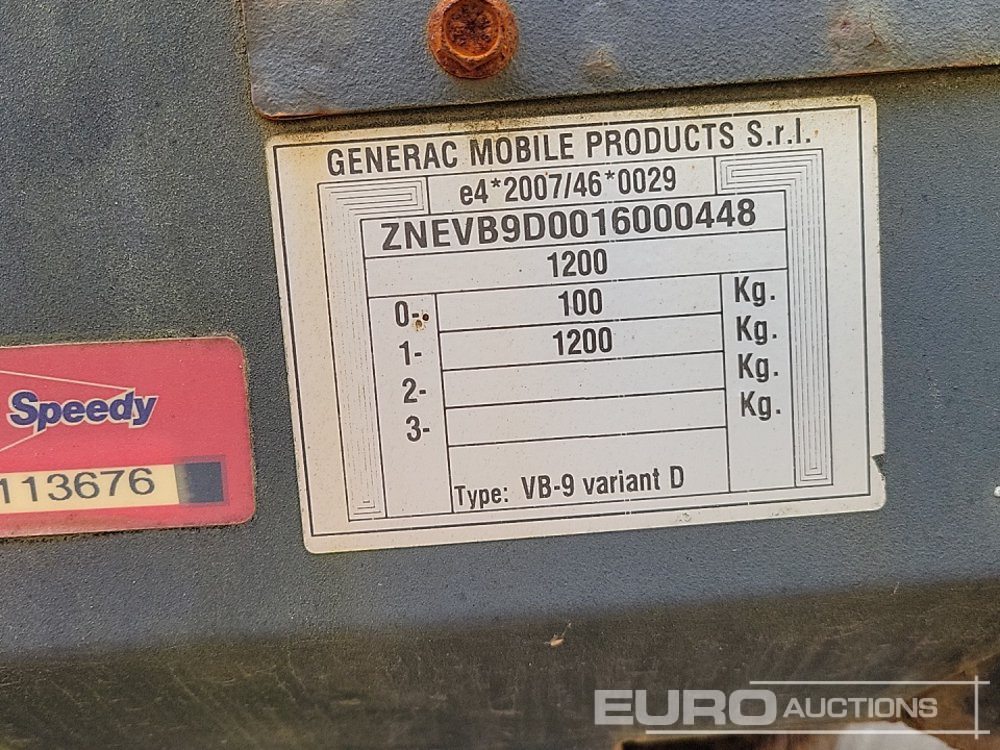 GENERAC MOBILE PRODUCTS S.r.l.
e4*2007/46*0029
ZNEVB9D0016000448
1200
0- 100 Kg.
1- 1200 Kg.
2- Kg.
3- Kg.
Type: VB-9 variant D
Speedy
113676
EURO AUCTIONS